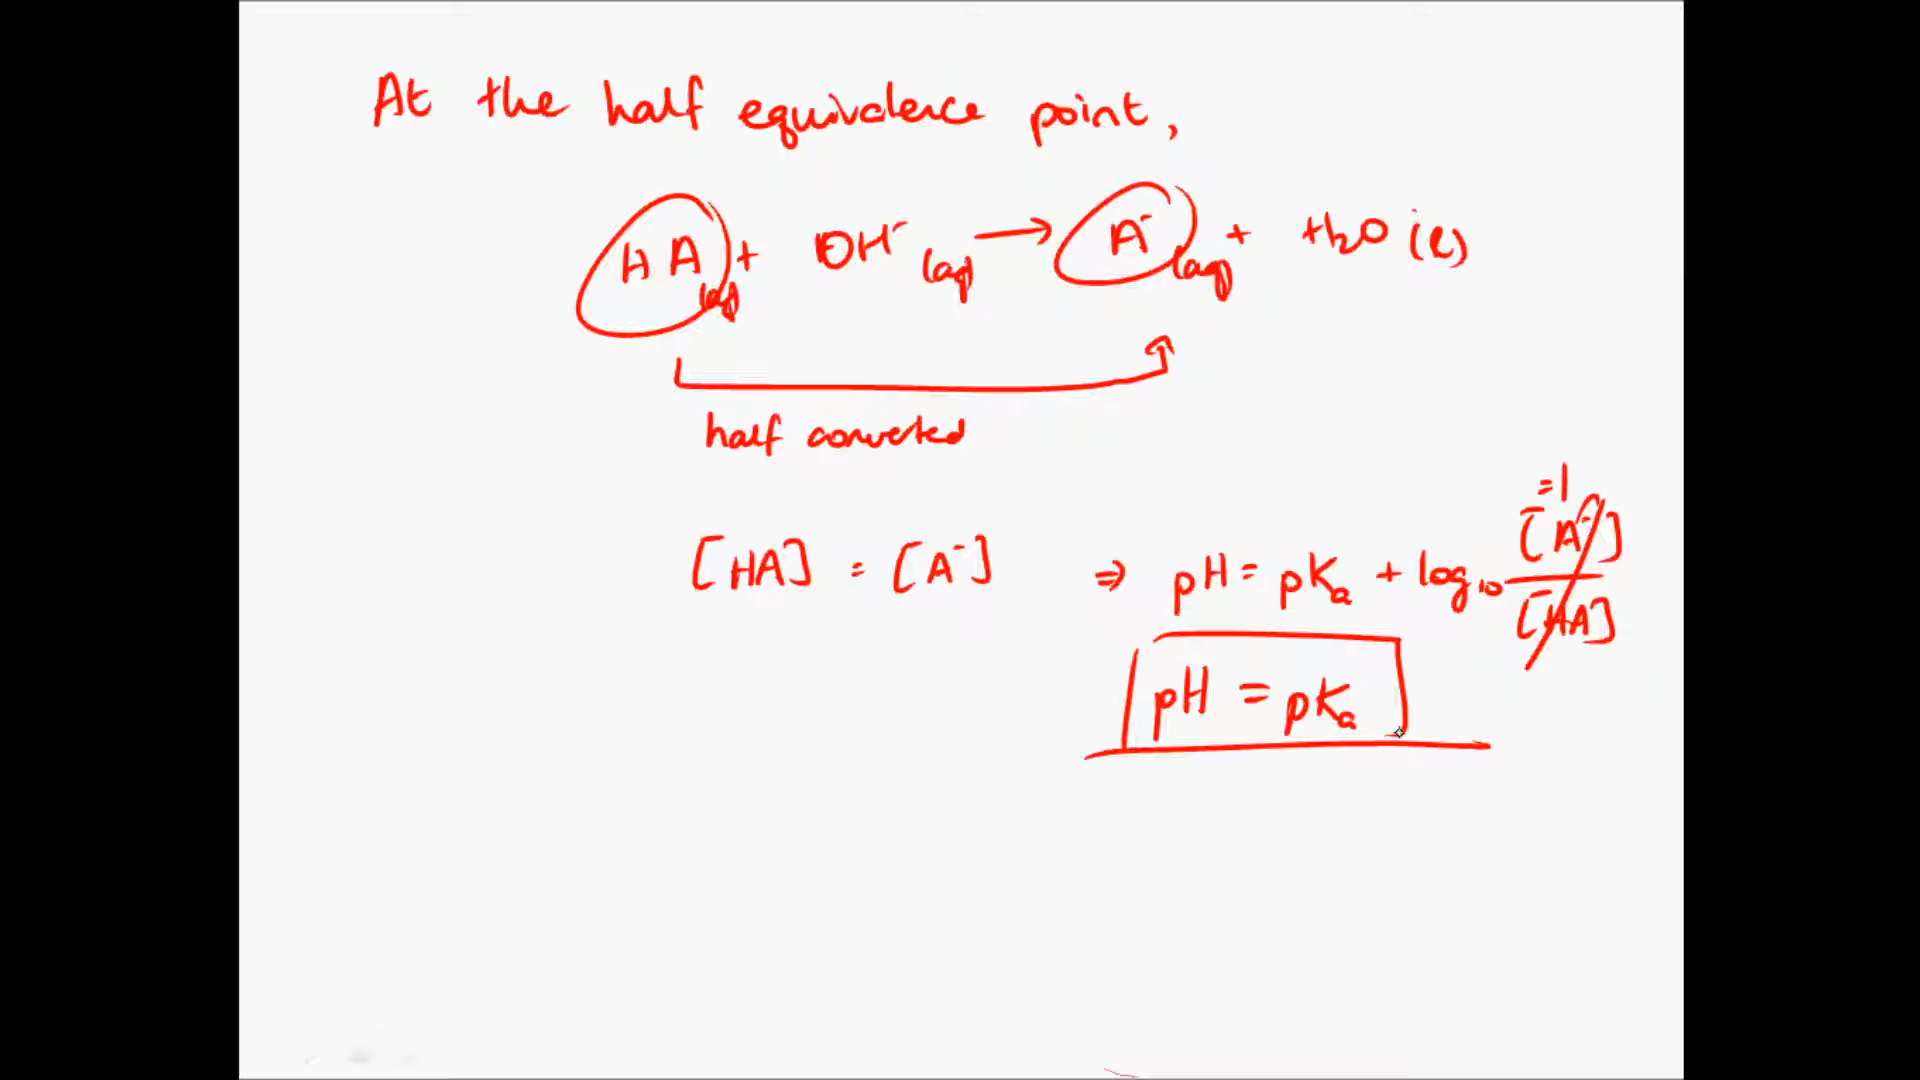 At the half equivalence point,
HA(aq) + OH⁻(aq) → A⁻(aq) + H₂O(l)
half converted
[HA] = [A⁻] ⇒ pH = pKₐ + log₁₀ [A⁻]/[HA] =1
pH = pKₐ